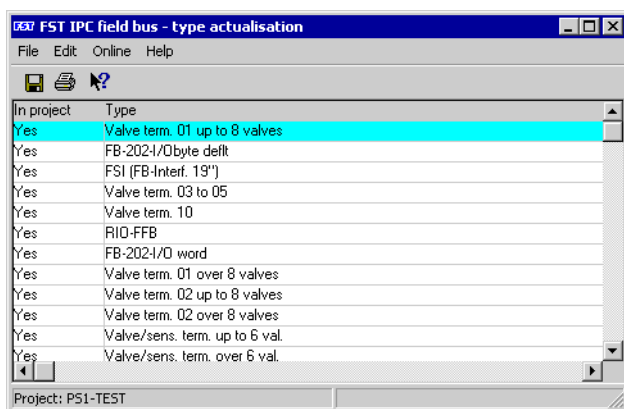 FST FST IPC field bus - type actualisation
File Edit Online Help
In project Type
Yes Valve term. 01 up to 8 valves
Yes FB-202-I/Obyte deflt
Yes FSI (FB-Interf. 19")
Yes Valve term. 03 to 05
Yes Valve term. 10
Yes RIO-FFB
Yes FB-202-I/O word
Yes Valve term. 01 over 8 valves
Yes Valve term. 02 up to 8 valves
Yes Valve term. 02 over 8 valves
Yes Valve/sens. term. up to 6 val.
Yes Valve/sens. term. over 6 val.
Project: PS1-TEST